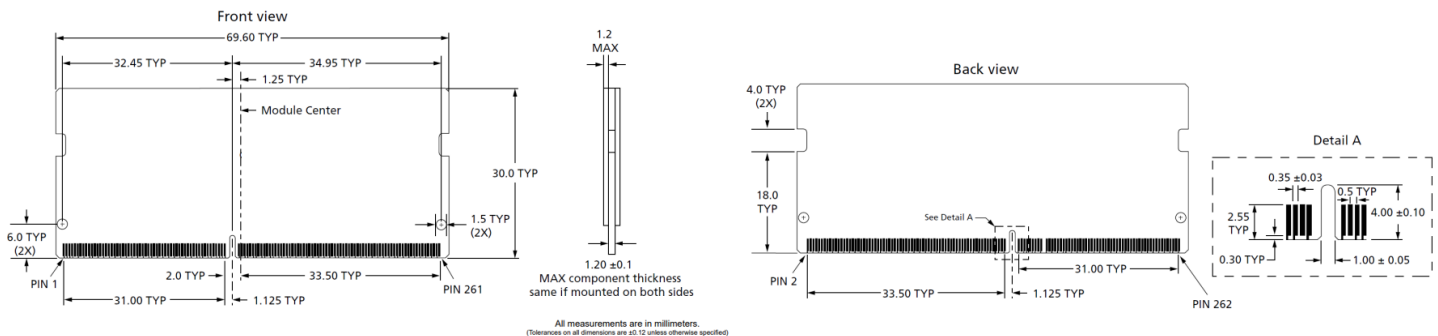 Front view
69.60 TYP
32.45 TYP
34.95 TYP
1.25 TYP
Module Center
30.0 TYP
1.5 TYP
(2X)
6.0 TYP
(2X)
PIN 1
2.0 TYP
33.50 TYP
PIN 261
31.00 TYP
1.125 TYP
1.2
MAX
1.20 ±0.1
MAX component thickness
same if mounted on both sides
All measurements are in millimeters.
(Tolerances on all dimensions are ±0.12 unless otherwise specified)
Back view
4.0 TYP
(2X)
18.0
TYP
See Detail A
PIN 2
33.50 TYP
1.125 TYP
31.00 TYP
PIN 262
Detail A
0.35 ±0.03
0.5 TYP
2.55
TYP
4.00 ±0.10
0.30 TYP
1.00 ± 0.05